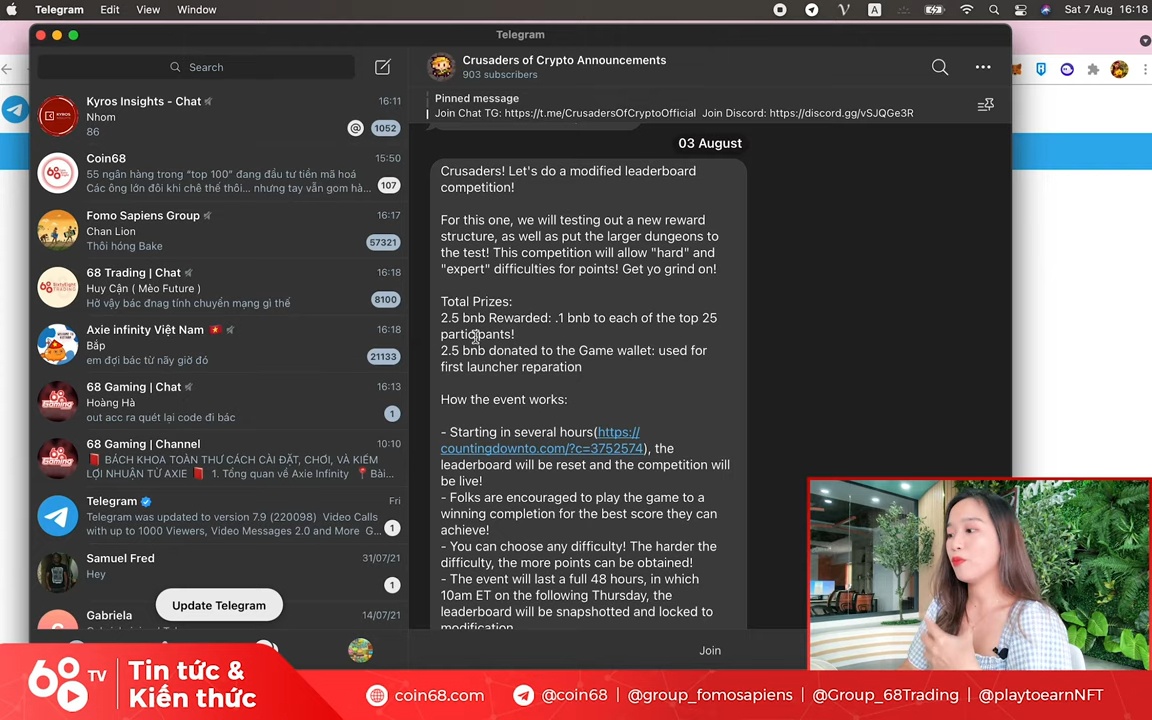 Telegram Edit View Window
A
Sat 7 Aug 16:18
Telegram
Search
Kyros Insights - Chat
16:11
Nhom
86
@ 1052
Coin68
15:50
55 ngân hàng trong “top 100” đang đầu tư tiền mã hoá
Các ông lớn đôi khi chê thế thôi... nhưng tay vẫn gom hà...
107
Fomo Sapiens Group
16:17
Chan Lion
Thôi hóng Bake
57321
68 Trading | Chat
16:18
Huy Cận ( Mèo Future )
Hờ vậy bác đnag tính chuyển mạng gì thế
8100
Axie infinity Việt Nam
16:18
Bắp
em đợi bác từ nãy giờ đó
21133
68 Gaming | Chat
16:13
Hoàng Hà
out acc ra quét lại code đi bác
1
68 Gaming | Channel
10:10
BÁCH KHOA TOÀN THƯ CÁCH CÀI ĐẶT, CHƠI, VÀ KIẾM
LỢI NHUẬN TỪ AXIE 1. Tổng quan về Axie Infinity Bài...
Telegram
Fri
Telegram was updated to version 7.9 (220098) Video Calls
with up to 1000 Viewers, Video Messages 2.0 and More G...
1
Samuel Fred
31/07/21
Hey
1
Gabriela
14/07/21
Update Telegram
Crusaders of Crypto Announcements
903 subscribers
Pinned message
Join Chat TG: https://t.me/CrusadersOfCryptoOfficial Join Discord: https://discord.gg/vSJQGe3R
03 August
Crusaders! Let's do a modified leaderboard
competition!
For this one, we will testing out a new reward
structure, as well as put the larger dungeons to
the test! This competition will allow "hard" and
"expert" difficulties for points! Get yo grind on!
Total Prizes:
2.5 bnb Rewarded: .1 bnb to each of the top 25
participants!
2.5 bnb donated to the Game wallet: used for
first launcher reparation
How the event works:
- Starting in several hours(https://
countingdownto.com/?c=3752574), the
leaderboard will be reset and the competition will
be live!
- Folks are encouraged to play the game to a
winning completion for the best score they can
achieve!
- You can choose any difficulty! The harder the
difficulty, the more points can be obtained!
- The event will last a full 48 hours, in which
10am ET on the following Thursday, the
leaderboard will be snapshotted and locked to
modification
Join
68 TV
Tin tức &
Kiến thức
coin68.com @coin68 | @group_fomosapiens | @Group_68Trading | @playtoearnNFT